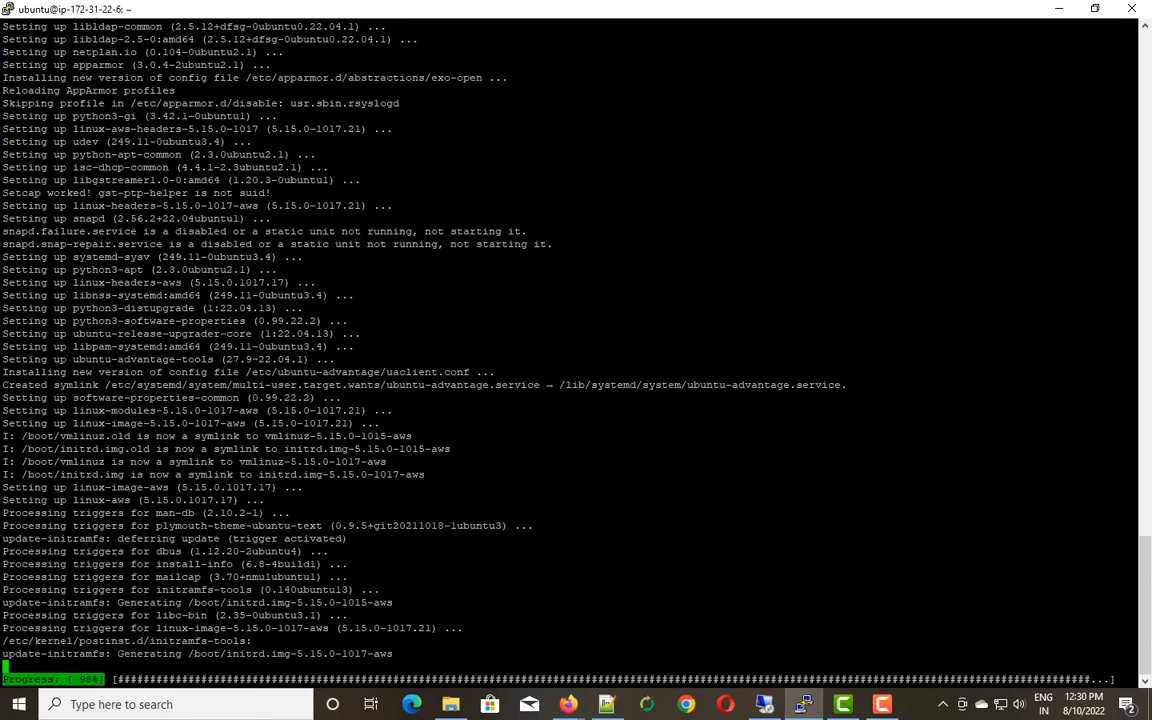 ubuntu@ip-172-31-22-6: ~
Setting up libldap-common (2.5.12+dfsg-0ubuntu0.22.04.1) ...
Setting up libldap-2.5-0:amd64 (2.5.12+dfsg-0ubuntu0.22.04.1) ...
Setting up netplan.io (0.104-0ubuntu2.1) ...
Setting up apparmor (3.0.4-2ubuntu2.1) ...
Installing new version of config file /etc/apparmor.d/abstractions/exo-open ...
Reloading AppArmor profiles
Skipping profile in /etc/apparmor.d/disable: usr.sbin.rsyslogd
Setting up python3-gi (3.42.1-0ubuntu1) ...
Setting up linux-aws-headers-5.15.0-1017 (5.15.0-1017.21) ...
Setting up udev (249.11-0ubuntu3.4) ...
Setting up python-apt-common (2.3.0ubuntu2.1) ...
Setting up isc-dhcp-common (4.4.1-2.3ubuntu2.1) ...
Setting up libgstreamer1.0-0:amd64 (1.20.3-0ubuntu1) ...
Setcap worked! gst-ptp-helper is not suid!
Setting up linux-headers-5.15.0-1017-aws (5.15.0-1017.21) ...
Setting up snapd (2.56.2+22.04ubuntu1) ...
snapd.failure.service is a disabled or a static unit not running, not starting it.
snapd.snap-repair.service is a disabled or a static unit not running, not starting it.
Setting up systemd-sysv (249.11-0ubuntu3.4) ...
Setting up python3-apt (2.3.0ubuntu2.1) ...
Setting up linux-headers-aws (5.15.0.1017.17) ...
Setting up libnss-systemd:amd64 (249.11-0ubuntu3.4) ...
Setting up python3-distupgrade (1:22.04.13) ...
Setting up python3-software-properties (0.99.22.2) ...
Setting up ubuntu-release-upgrader-core (1:22.04.13) ...
Setting up libpam-systemd:amd64 (249.11-0ubuntu3.4) ...
Setting up ubuntu-advantage-tools (27.9~22.04.1) ...
Installing new version of config file /etc/ubuntu-advantage/uaclient.conf ...
Created symlink /etc/systemd/system/multi-user.target.wants/ubuntu-advantage.service → /lib/systemd/system/ubuntu-advantage.service.
Setting up software-properties-common (0.99.22.2) ...
Setting up linux-modules-5.15.0-1017-aws (5.15.0-1017.21) ...
Setting up linux-image-5.15.0-1017-aws (5.15.0-1017.21) ...
I: /boot/vmlinuz.old is now a symlink to vmlinuz-5.15.0-1015-aws
I: /boot/initrd.img.old is now a symlink to initrd.img-5.15.0-1015-aws
I: /boot/vmlinuz is now a symlink to vmlinuz-5.15.0-1017-aws
I: /boot/initrd.img is now a symlink to initrd.img-5.15.0-1017-aws
Setting up linux-image-aws (5.15.0.1017.17) ...
Setting up linux-aws (5.15.0.1017.17) ...
Processing triggers for man-db (2.10.2-1) ...
Processing triggers for plymouth-theme-ubuntu-text (0.9.5+git20211018-1ubuntu3) ...
update-initramfs: deferring update (trigger activated)
Processing triggers for dbus (1.12.20-2ubuntu4) ...
Processing triggers for install-info (6.8-4build1) ...
Processing triggers for mailcap (3.70+nmu1ubuntu1) ...
Processing triggers for initramfs-tools (0.140ubuntu13) ...
update-initramfs: Generating /boot/initrd.img-5.15.0-1015-aws
Processing triggers for libc-bin (2.35-0ubuntu3.1) ...
Processing triggers for linux-image-5.15.0-1017-aws (5.15.0-1017.21) ...
/etc/kernel/postinst.d/initramfs-tools:
update-initramfs: Generating /boot/initrd.img-5.15.0-1017-aws
Progress: [ 98%] [##################################################################################################################################################...]
Type here to search
ENG
IN
12:30 PM
8/10/2022
2